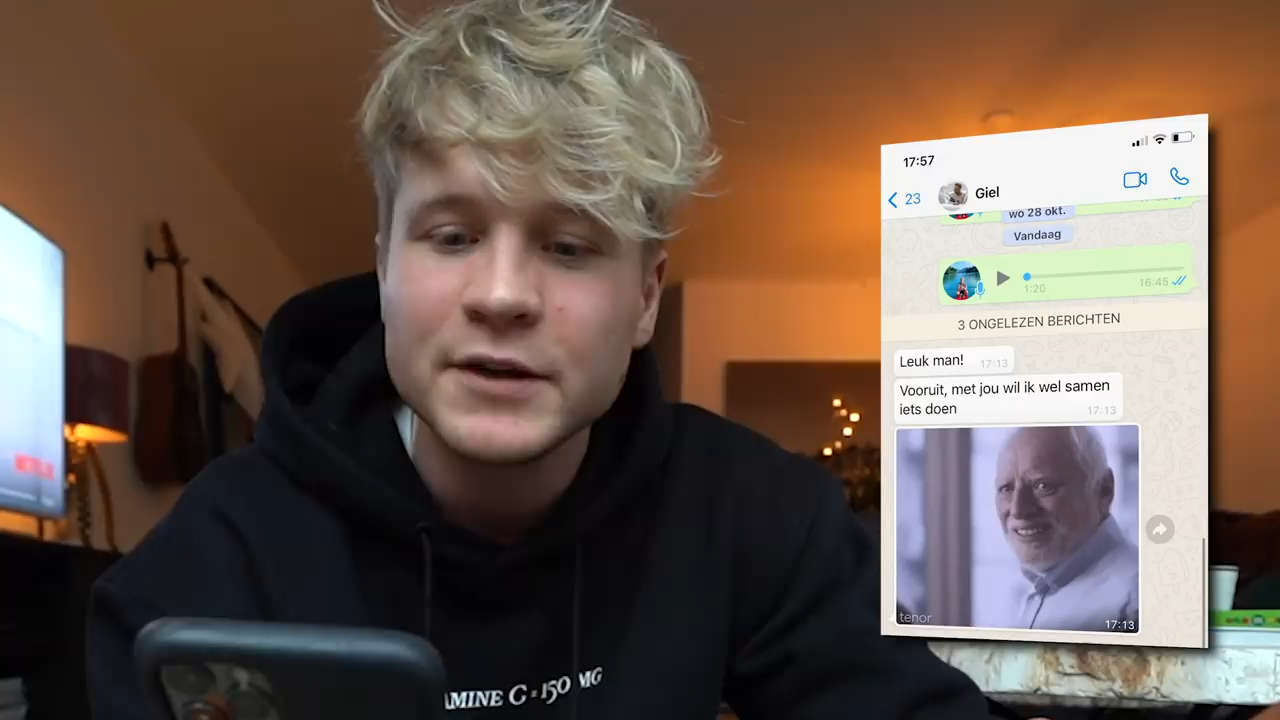 17:57
23
Giel
wo 28 okt.
Vandaag
1:20
16:45
3 ONGELEZEN BERICHTEN
Leuk man!
17:13
Vooruit, met jou wil ik wel samen
iets doen
17:13
tenor
17:13
AMINE C = 150 MG